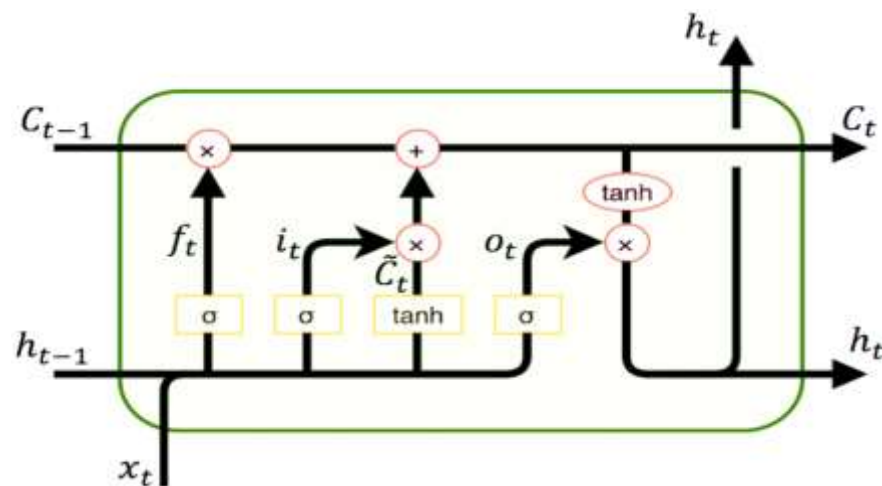 h_t
C_{t-1}
C_t
×
+
tanh
f_t
i_t
×
o_t
×
C̃_t
σ
σ
tanh
σ
h_{t-1}
h_t
x_t